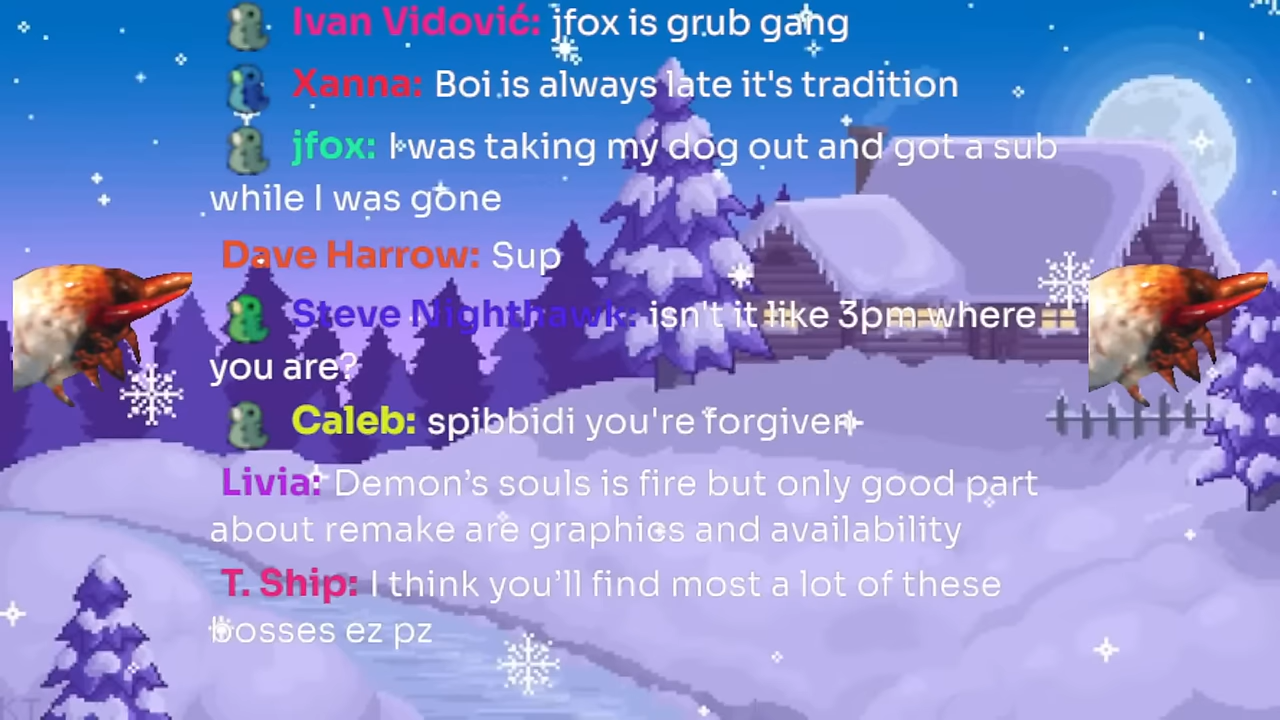 Ivan Vidović: jfox is grub gang
Xanna: Boi is always late it's tradition
jfox: I was taking my dog out and got a sub
while I was gone
Dave Harrow: Sup
Steve Nighthawk: isn't it like 3pm where
you are?
Caleb: spibbidi you're forgiven
Livia: Demon’s souls is fire but only good part
about remake are graphics and availability
T. Ship: I think you’ll find most a lot of these
bosses ez pz